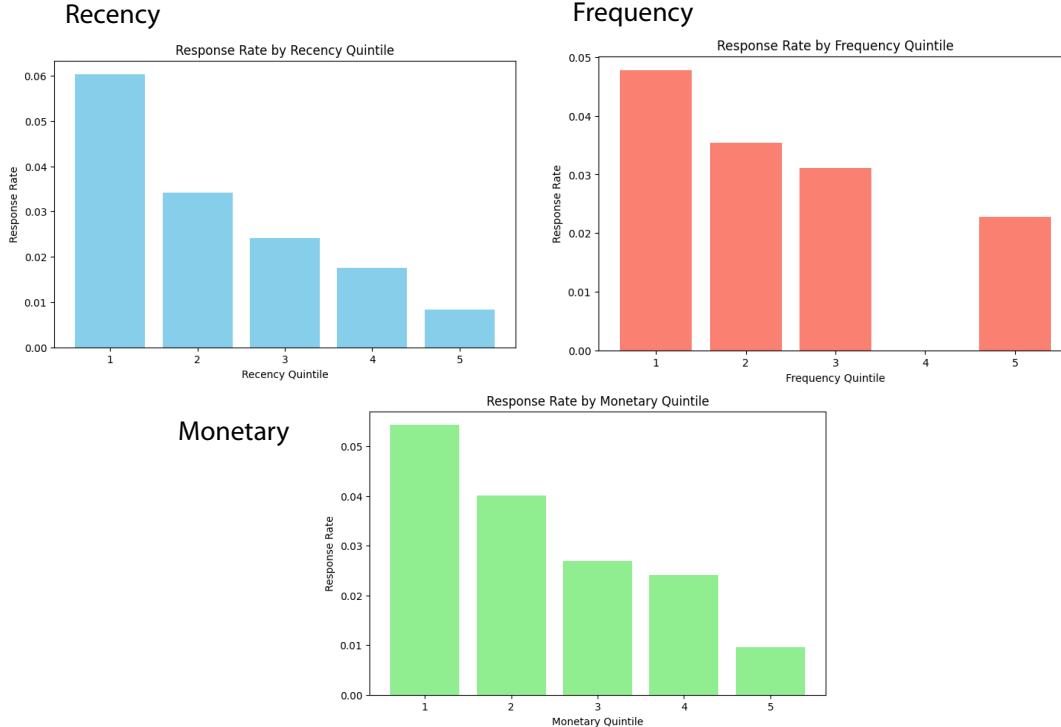 Recency
Response Rate by Recency Quintile
0.06
0.05
0.04
0.03
0.02
0.01
0.00
Response Rate
1 2 3 4 5
Recency Quintile
Frequency
Response Rate by Frequency Quintile
0.05
0.04
0.03
0.02
0.01
0.00
Response Rate
1 2 3 4 5
Frequency Quintile
Monetary
Response Rate by Monetary Quintile
0.05
0.04
0.03
0.02
0.01
0.00
Response Rate
1 2 3 4 5
Monetary Quintile